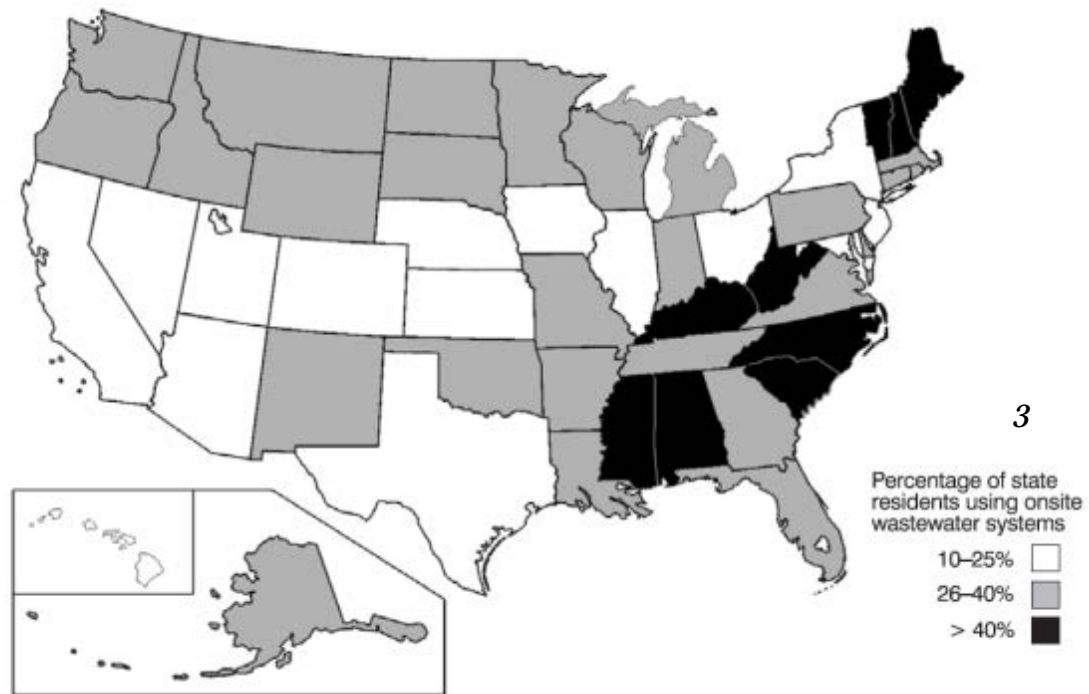 3
Percentage of state
residents using onsite
wastewater systems
10–25%
26–40%
> 40%